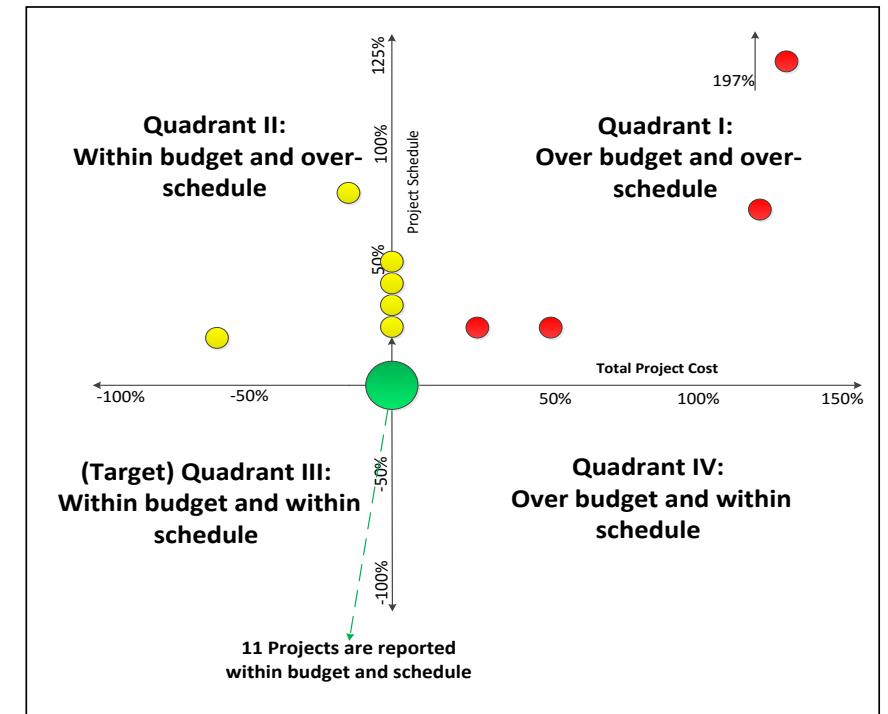 125%
197%
Quadrant II:
Within budget and over-
schedule
100%
Project Schedule
Quadrant I:
Over budget and over-
schedule
50%
Total Project Cost
-100%
-50%
50%
100%
150%
(Target) Quadrant III:
Within budget and within
schedule
-50%
Quadrant IV:
Over budget and within
schedule
-100%
11 Projects are reported
within budget and schedule